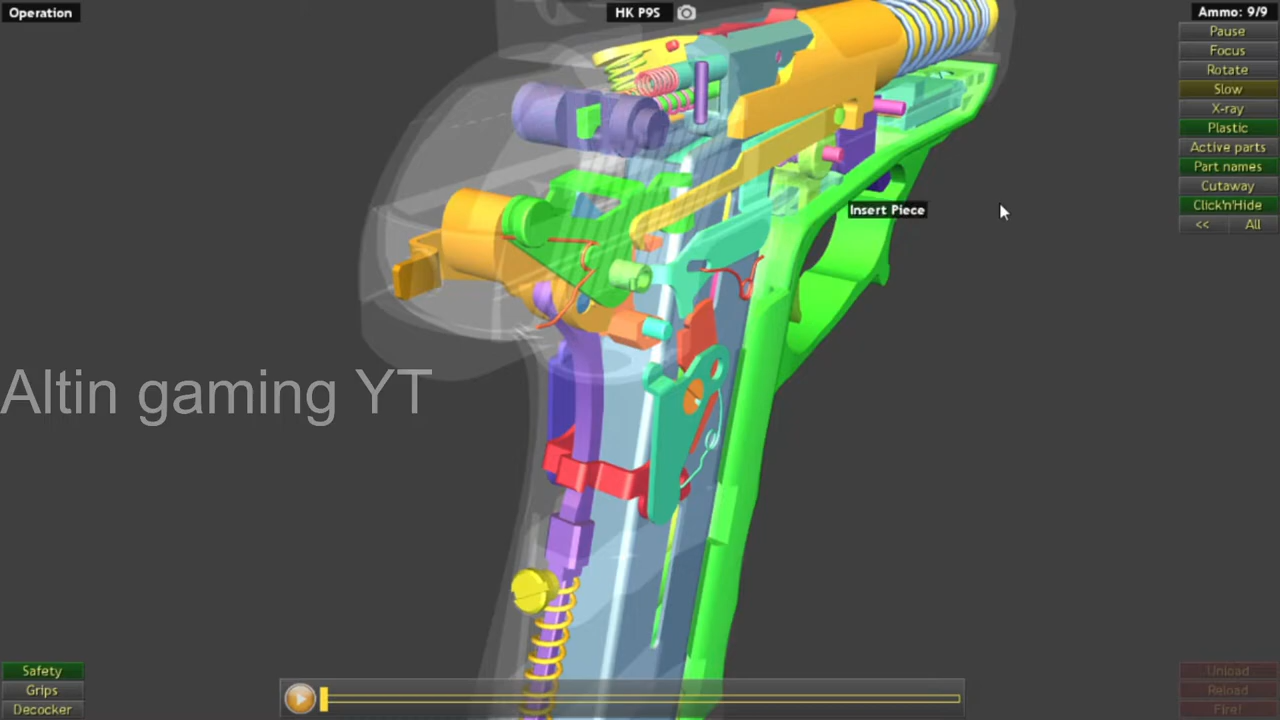 Operation
HK P9S
Ammo: 9/9
Pause
Focus
Rotate
Slow
X-ray
Plastic
Active parts
Part names
Cutaway
Click'n'Hide
<< All
Insert Piece
Altin gaming YT
Safety
Grips
Decocker
Unload
Reload
Fire!